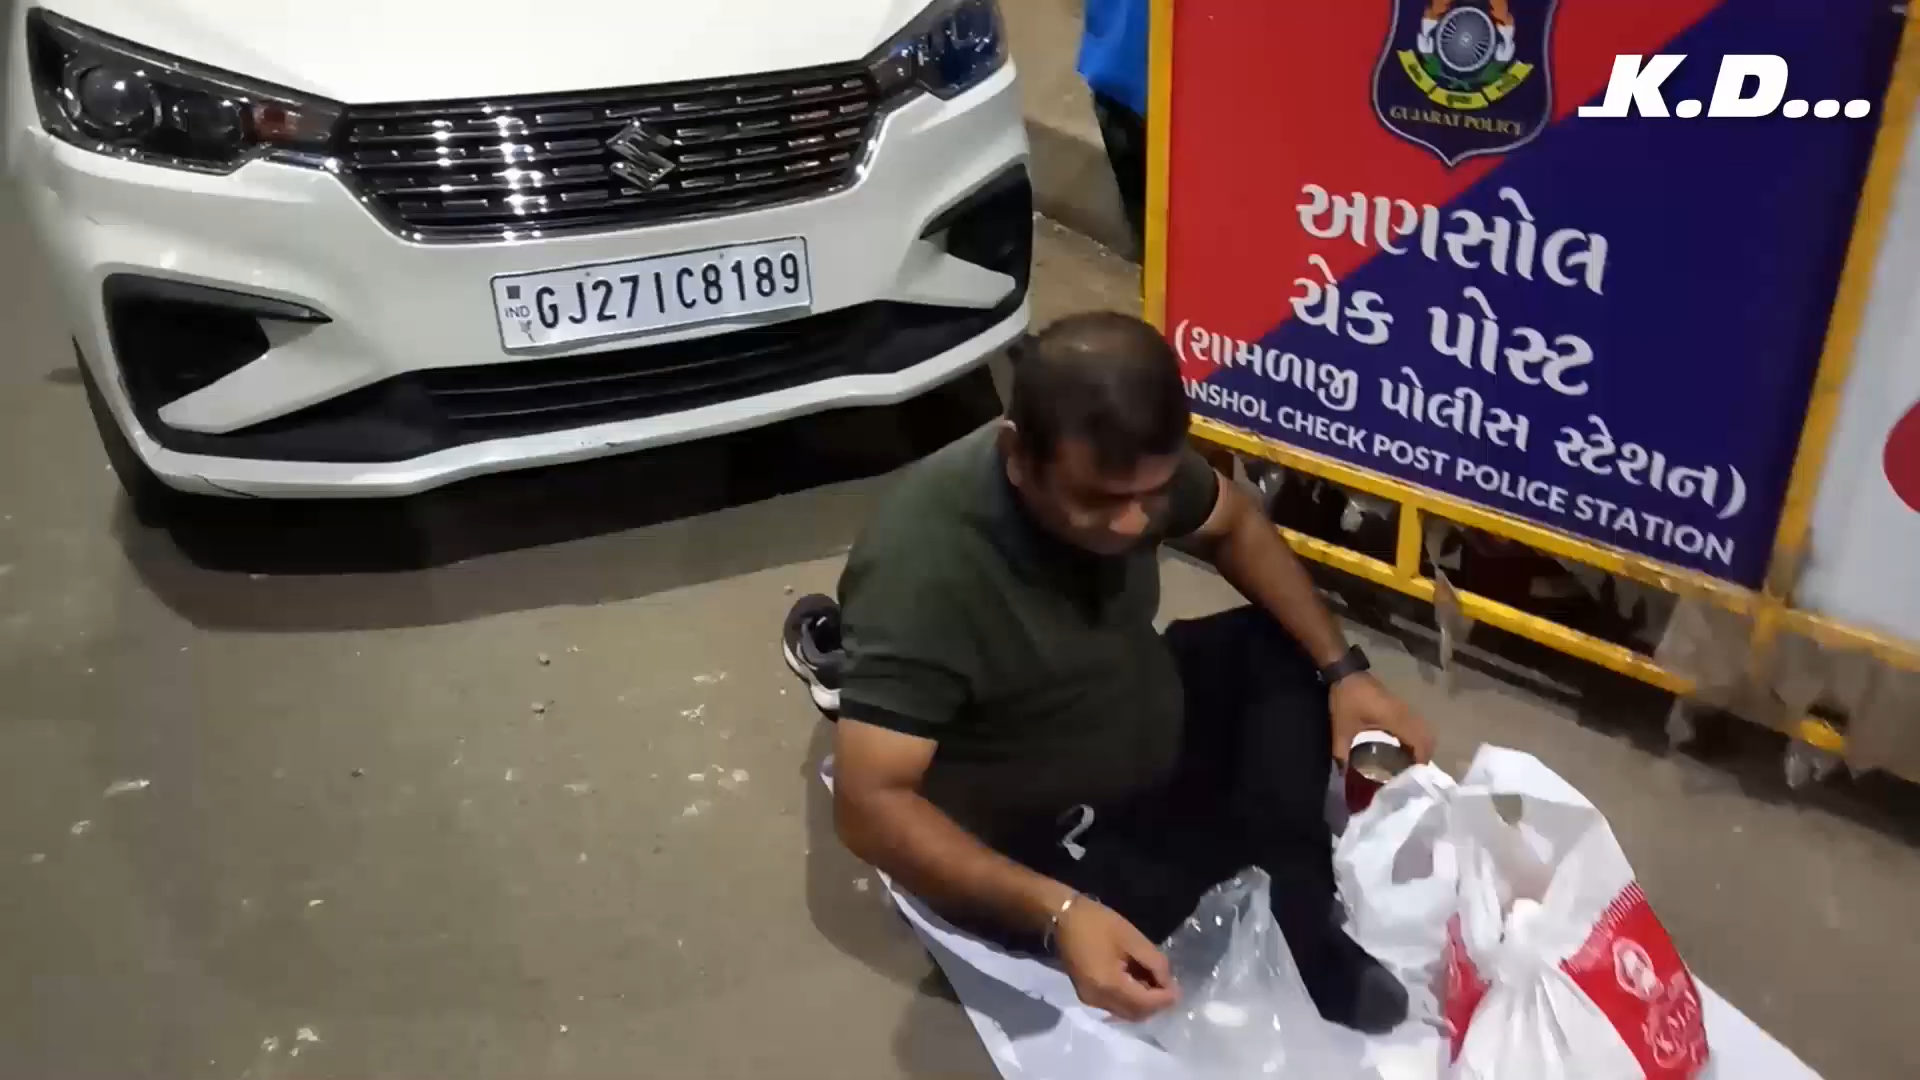 K.D...
GUJARAT POLICE
અણસોલ
ચેક પોસ્ટ
(શામળાજી પોલીસ સ્ટેશન)
ANSHOL CHECK POST POLICE STATION
IND
GJ27IC8189